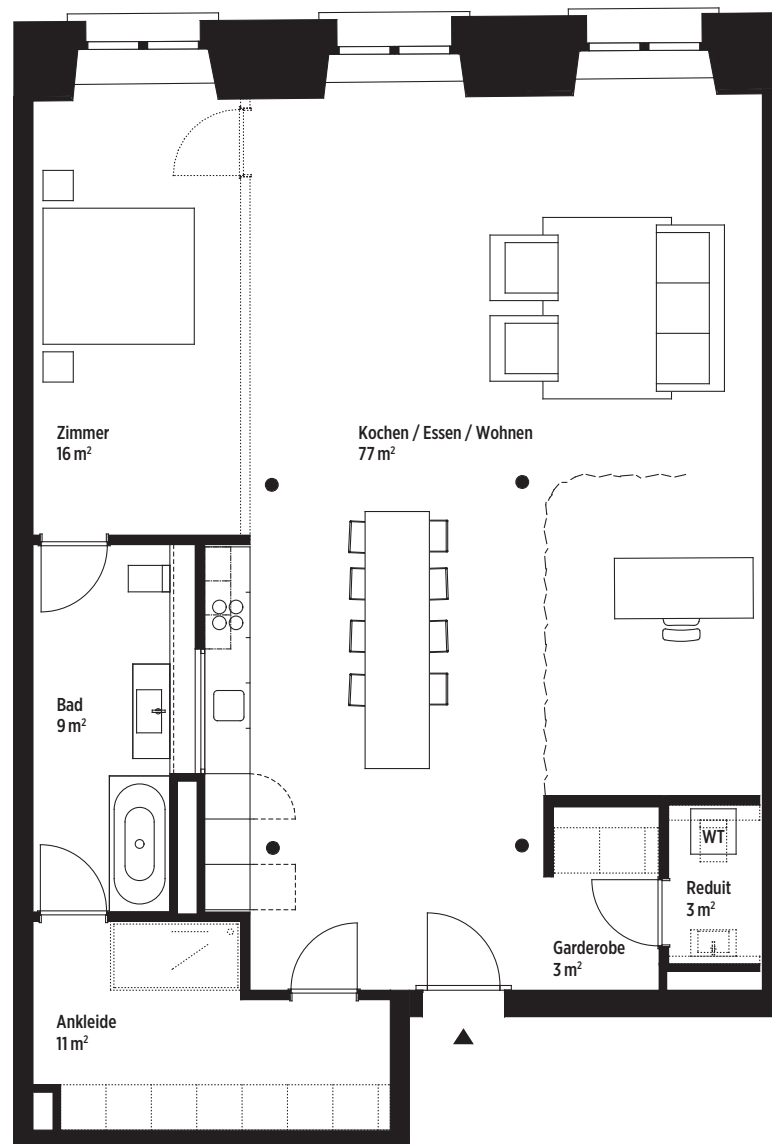 Zimmer
16 m²
Kochen / Essen / Wohnen
77 m²
Bad
9 m²
WT
Reduit
3 m²
Garderobe
3 m²
Ankleide
11 m²